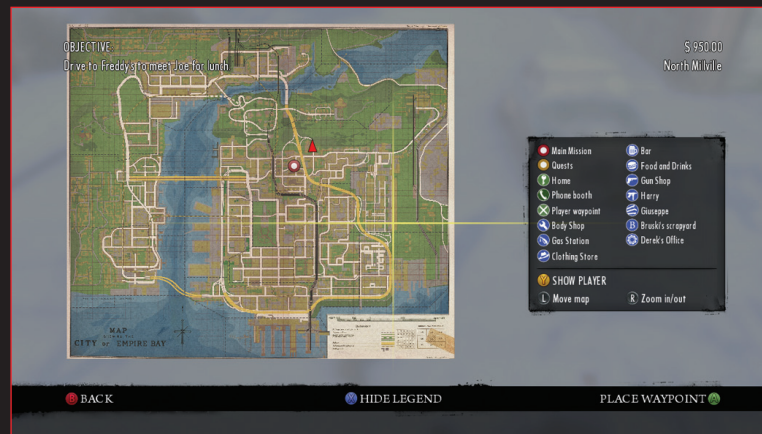 OBJECTIVE:
Drive to Freddy's to meet Joe for lunch.
$ 950.00
North Millville
Main Mission
Quests
Home
Phone booth
Player waypoint
Body Shop
Gas Station
Clothing Store
Bar
Food and Drinks
Gun Shop
Harry
Giuseppe
B Bruski's scrapyard
Derek's Office
Y SHOW PLAYER
L Move map
R Zoom in/out
MAP
CITY OF EMPIRE BAY
B BACK
HIDE LEGEND
PLACE WAYPOINT A